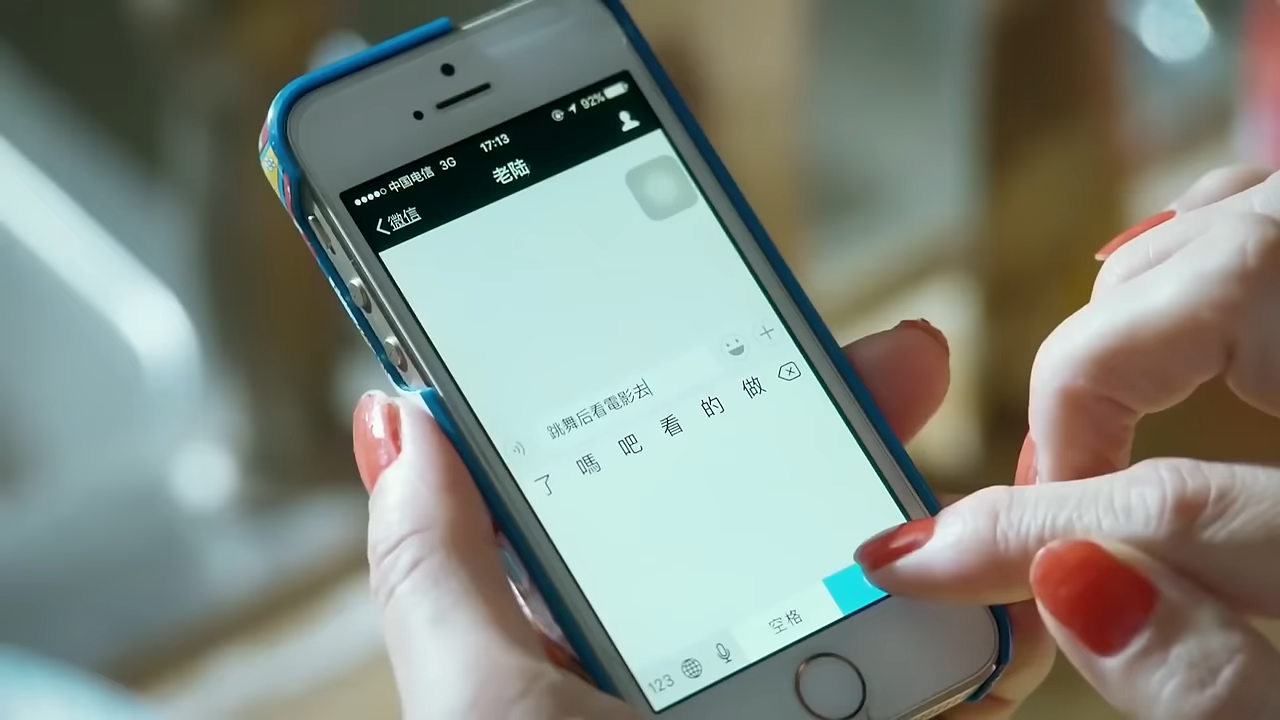 中国电信 3G 17:13 92%
微信 老陆
跳舞后看電影去
了 嗎 吧 看 的 做
123 空格